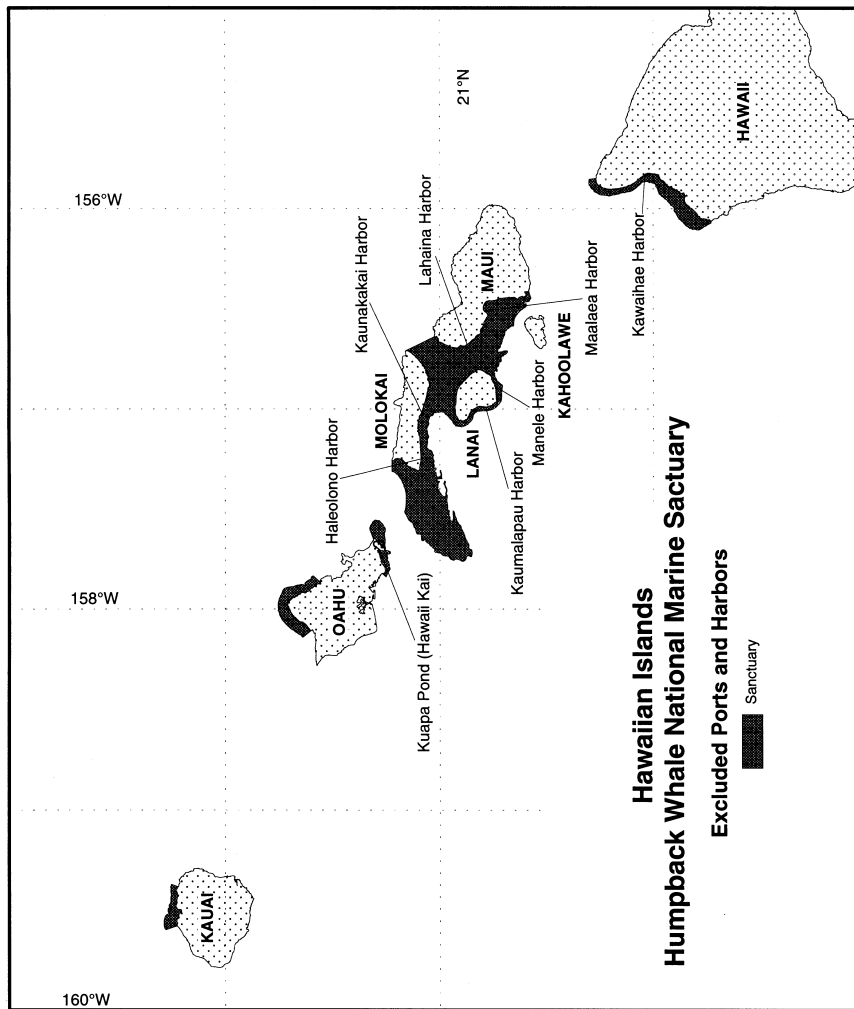 160°W
158°W
156°W
21°N
KAUAI
OAHU
MOLOKAI
LANAI
MAUI
KAHOOLAWE
HAWAII
Kuapa Pond (Hawaii Kai)
Haleolono Harbor
Kaunakakai Harbor
Lahaina Harbor
Kaumalapau Harbor
Manele Harbor
Maalaea Harbor
Kawaihae Harbor
Hawaiian Islands
Humpback Whale National Marine Sactuary
Excluded Ports and Harbors
Sanctuary